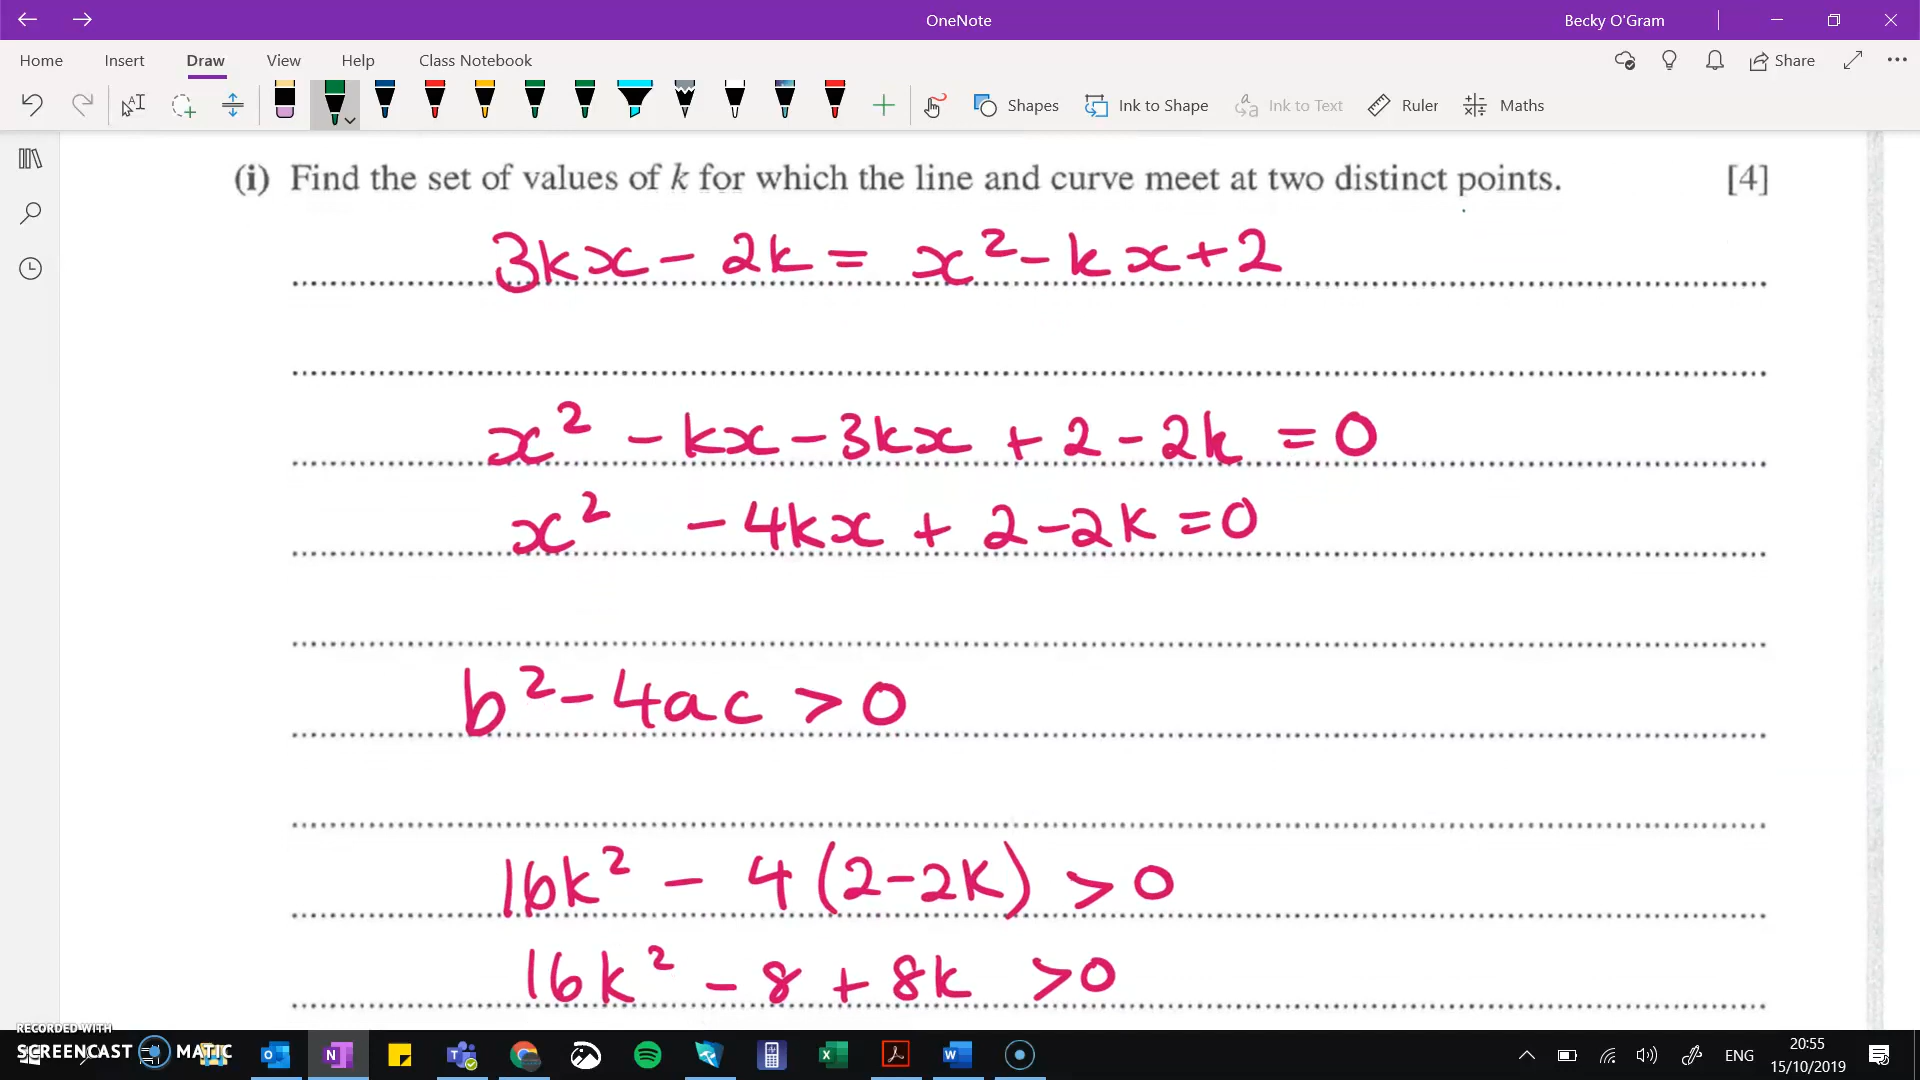 OneNote
Becky O'Gram
Home Insert Draw View Help Class Notebook
Share
Shapes Ink to Shape Ink to Text Ruler Maths
(i) Find the set of values of k for which the line and curve meet at two distinct points. [4]
3kx - 2k = x² - kx + 2
x² - kx - 3kx + 2 - 2k = 0
x² - 4kx + 2 - 2k = 0
b² - 4ac > 0
16k² - 4(2-2k) > 0
16k² - 8 + 8k > 0
RECORDED WITH
SCREENCAST MATIC
ENG
20:55
15/10/2019